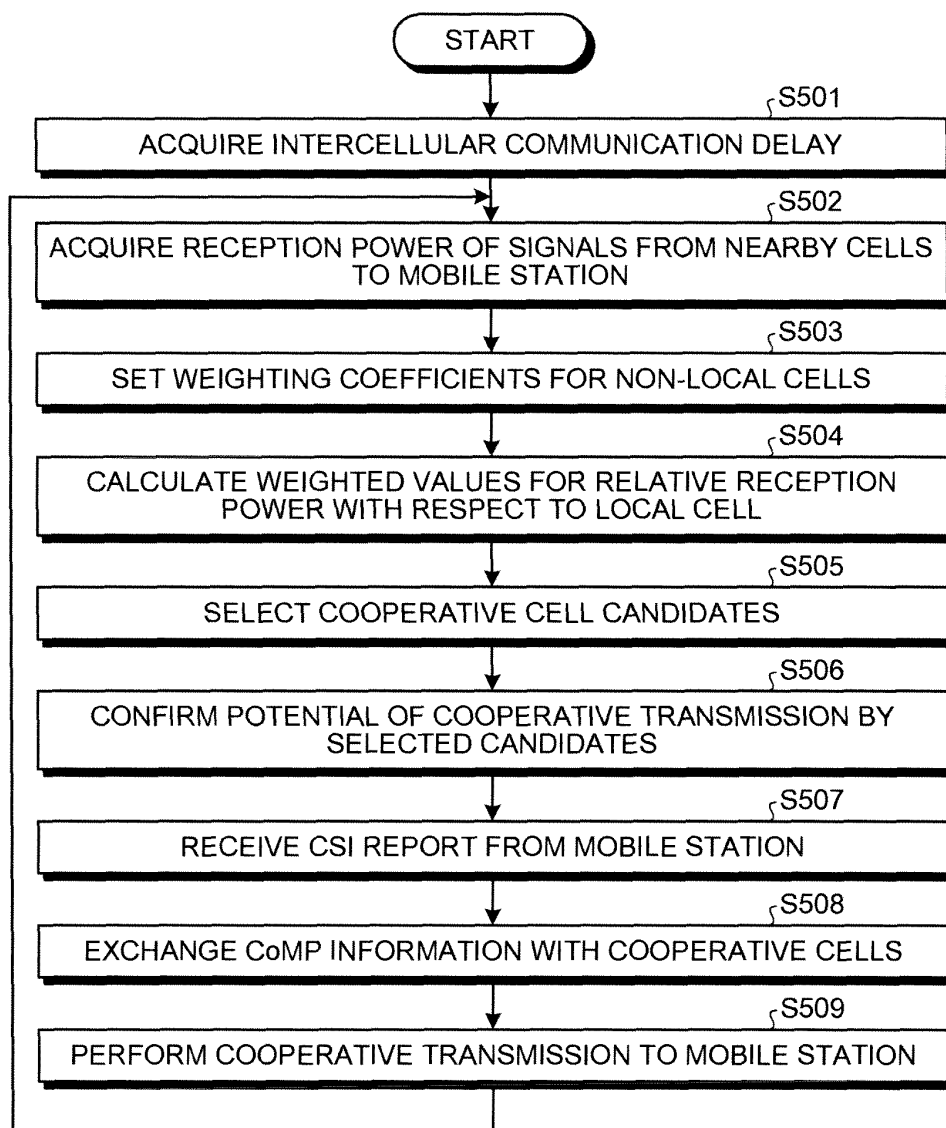 START
S501
ACQUIRE INTERCELLULAR COMMUNICATION DELAY
S502
ACQUIRE RECEPTION POWER OF SIGNALS FROM NEARBY CELLS
TO MOBILE STATION
S503
SET WEIGHTING COEFFICIENTS FOR NON-LOCAL CELLS
S504
CALCULATE WEIGHTED VALUES FOR RELATIVE RECEPTION
POWER WITH RESPECT TO LOCAL CELL
S505
SELECT COOPERATIVE CELL CANDIDATES
S506
CONFIRM POTENTIAL OF COOPERATIVE TRANSMISSION BY
SELECTED CANDIDATES
S507
RECEIVE CSI REPORT FROM MOBILE STATION
S508
EXCHANGE CoMP INFORMATION WITH COOPERATIVE CELLS
S509
PERFORM COOPERATIVE TRANSMISSION TO MOBILE STATION